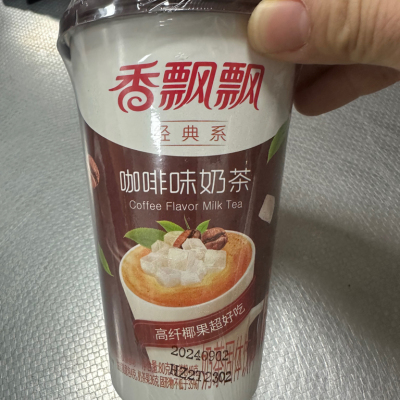 香飘飘
经典系
咖啡味奶茶
Coffee Flavor Milk Tea
高纤椰果超好吃
20240902
HZ2T2302